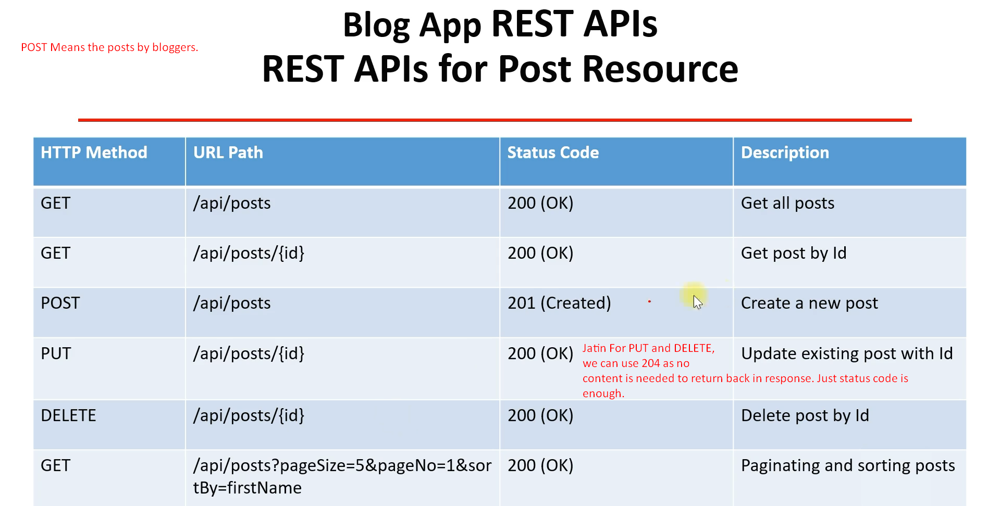 Blog App REST APIs
POST Means the posts by bloggers.
REST APIs for Post Resource
HTTP Method URL Path Status Code Description
GET /api/posts 200 (OK) Get all posts
GET /api/posts/{id} 200 (OK) Get post by Id
POST /api/posts 201 (Created) Create a new post
PUT /api/posts/{id} 200 (OK) Update existing post with Id
Jatin For PUT and DELETE,
we can use 204 as no
content is needed to return back in response. Just status code is
enough.
DELETE /api/posts/{id} 200 (OK) Delete post by Id
GET /api/posts?pageSize=5&pageNo=1&sor 200 (OK) Paginating and sorting posts
tBy=firstName